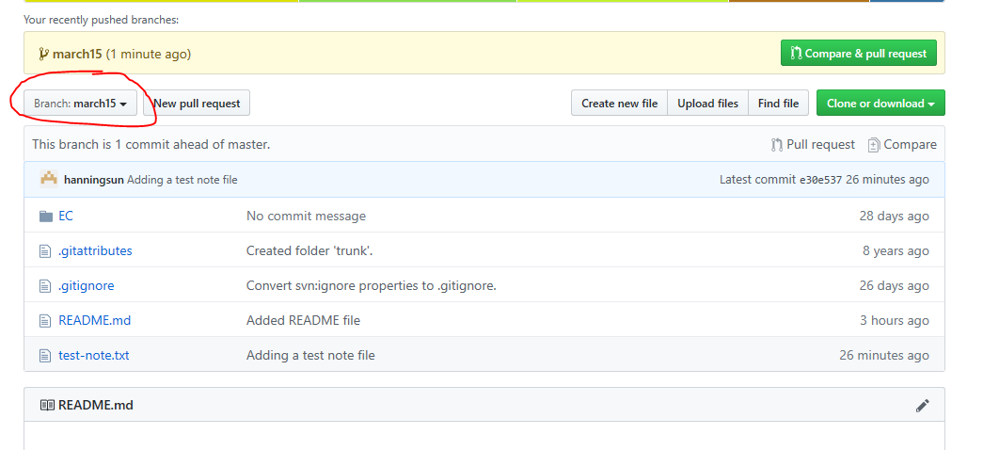 Your recently pushed branches:
march15 (1 minute ago) Compare & pull request
Branch: march15 New pull request Create new file Upload files Find file Clone or download
This branch is 1 commit ahead of master. Pull request Compare
hanningsun Adding a test note file Latest commit e30e537 26 minutes ago
EC No commit message 28 days ago
.gitattributes Created folder 'trunk'. 8 years ago
.gitignore Convert svn:ignore properties to .gitignore. 26 days ago
README.md Added README file 3 hours ago
test-note.txt Adding a test note file 26 minutes ago
README.md